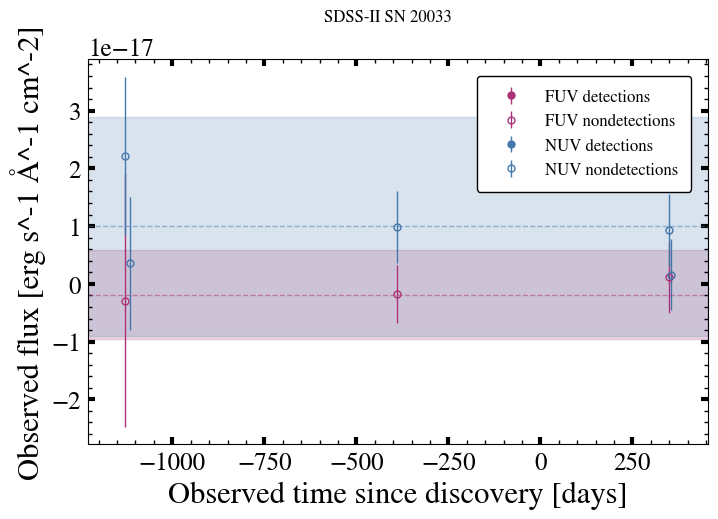 SDSS-II SN 20033
1e−17
Observed flux [erg s^-1 Å^-1 cm^-2]
3
2
1
0
−1
−2
FUV detections
FUV nondetections
NUV detections
NUV nondetections
−1000 −750 −500 −250 0 250
Observed time since discovery [days]